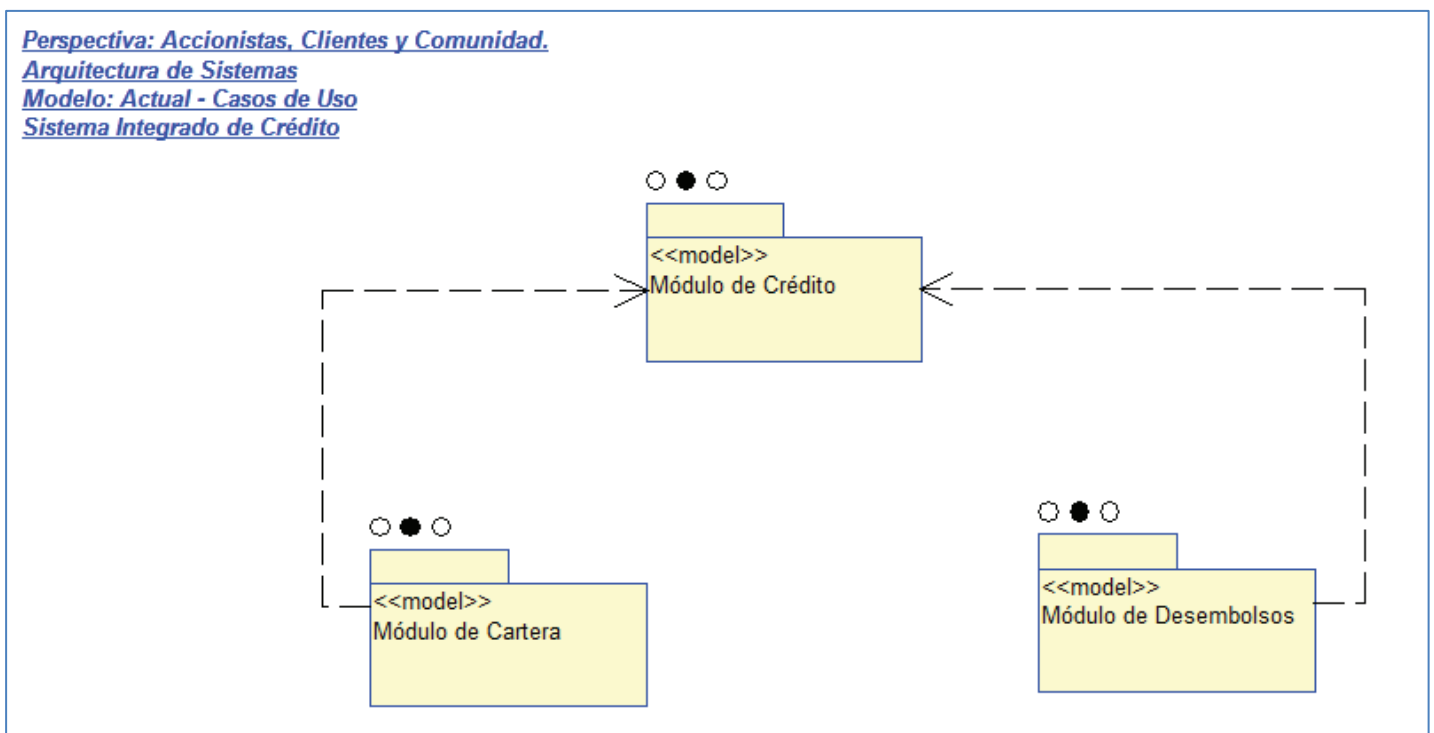 Perspectiva: Accionistas, Clientes y Comunidad.
Arquitectura de Sistemas
Modelo: Actual - Casos de Uso
Sistema Integrado de Crédito
<<model>>
Módulo de Crédito
<<model>>
Módulo de Cartera
<<model>>
Módulo de Desembolsos